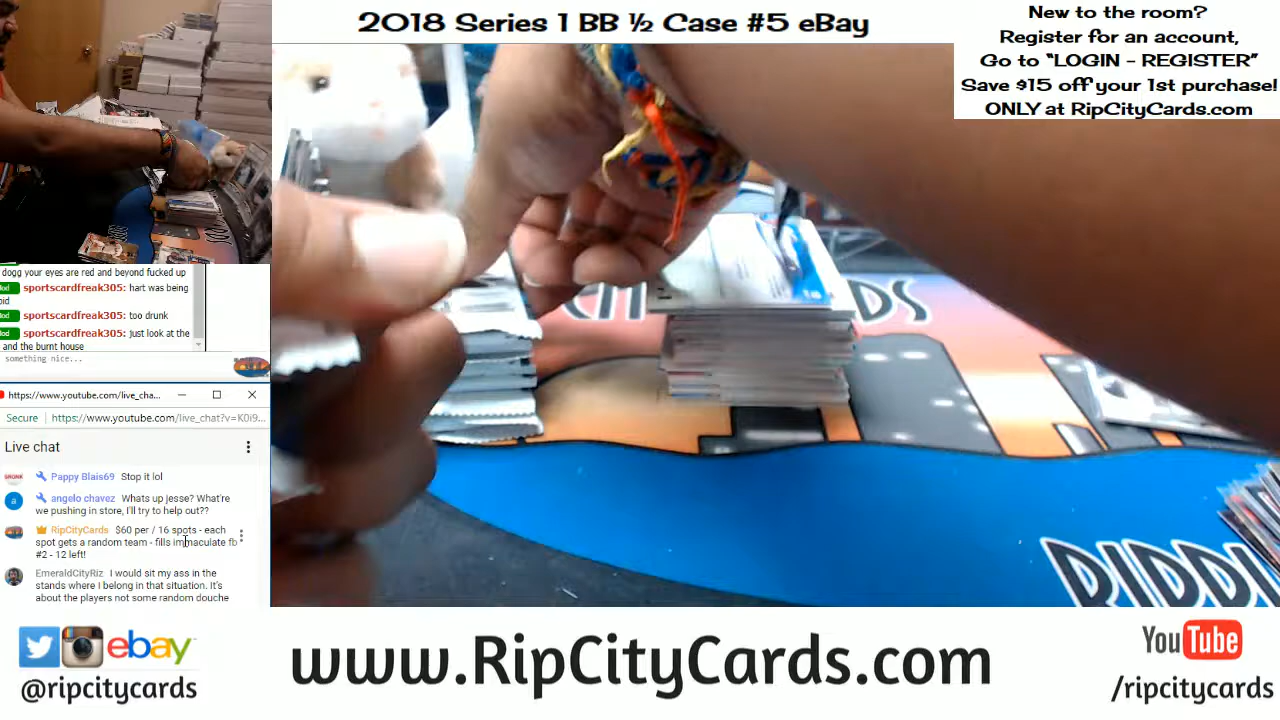 2018 Series 1 BB ½ Case #5 eBay
New to the room?
Register for an account,
Go to "LOGIN - REGISTER"
Save $15 off your 1st purchase!
ONLY at RipCityCards.com
dogg your eyes are red and beyond fucked up
sportscardfreak305: hart was being
sportscardfreak305: too drunk
sportscardfreak305: just look at the
and the burnt house
something nice...
https://www.youtube.com/live_cha...
Secure https://www.youtube.com/live_chat?v=K0i9...
Live chat
Pappy Blais69 Stop it lol
angelo chavez Whats up jesse? What're
we pushing in store, I'll try to help out??
RipCityCards $60 per / 16 spots - each
spot gets a random team - fills immaculate fb
#2 - 12 left!
EmeraldCityRiz I would sit my ass in the
stands where I belong in that situation. It's
about the players not some random douche
RIPPIN
ebay
@ripcitycards
www.RipCityCards.com
YouTube
/ripcitycards